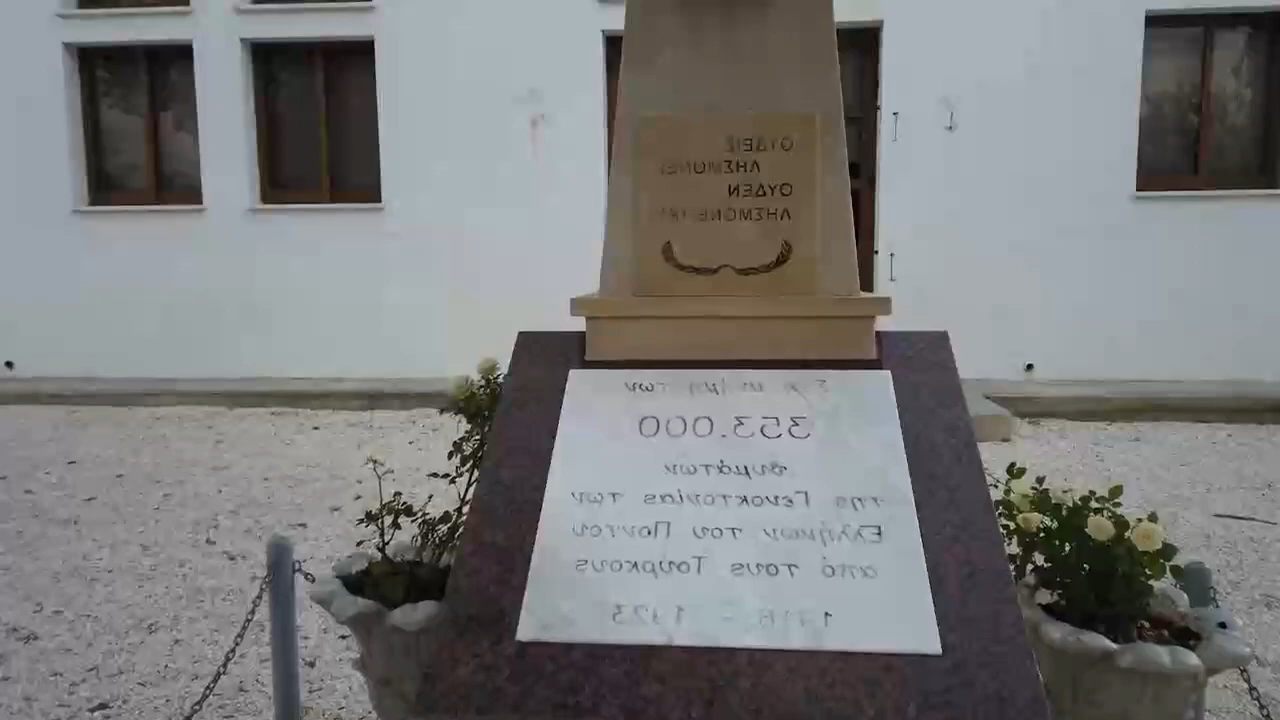 ΟΥΔΕΙΣ
ΛΗΣΜΟΝΕΙ
ΟΥΔΕΝ
ΛΗΣΜΟΝΕΙΤΑΙ
Στη μνήμη των
353.000
θυμάτων
της Γενοκτονίας των
Ελλήνων του Πόντου
από τους Τούρκους
1916 - 1923